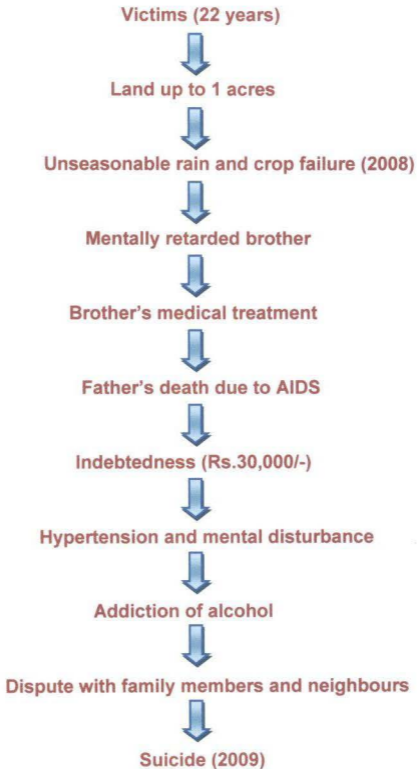 Victims (22 years)
Land up to 1 acres
Unseasonable rain and crop failure (2008)
Mentally retarded brother
Brother's medical treatment
Father's death due to AIDS
Indebtedness (Rs.30,000/-)
Hypertension and mental disturbance
Addiction of alcohol
Dispute with family members and neighbours
Suicide (2009)